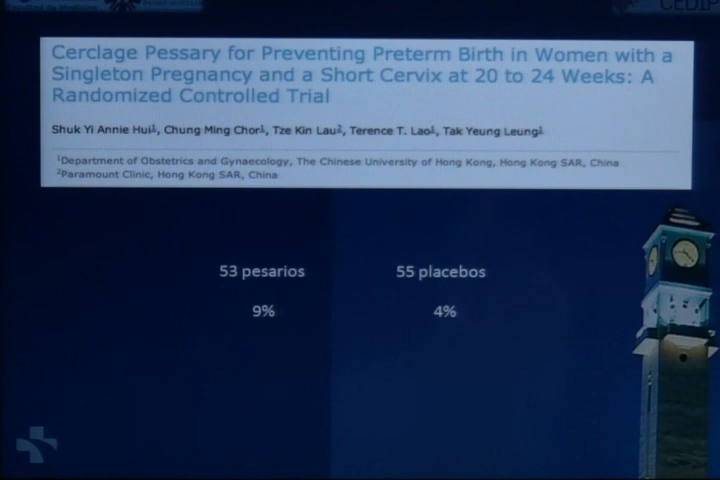 CEDIP
Cerclage Pessary for Preventing Preterm Birth in Women with a
Singleton Pregnancy and a Short Cervix at 20 to 24 Weeks: A
Randomized Controlled Trial
Shuk Yi Annie Hui1, Chung Ming Chor1, Tze Kin Lau2, Terence T. Lao1, Tak Yeung Leung1
1Department of Obstetrics and Gynaecology, The Chinese University of Hong Kong, Hong Kong SAR, China
2Paramount Clinic, Hong Kong SAR, China
53 pesarios 55 placebos
9% 4%